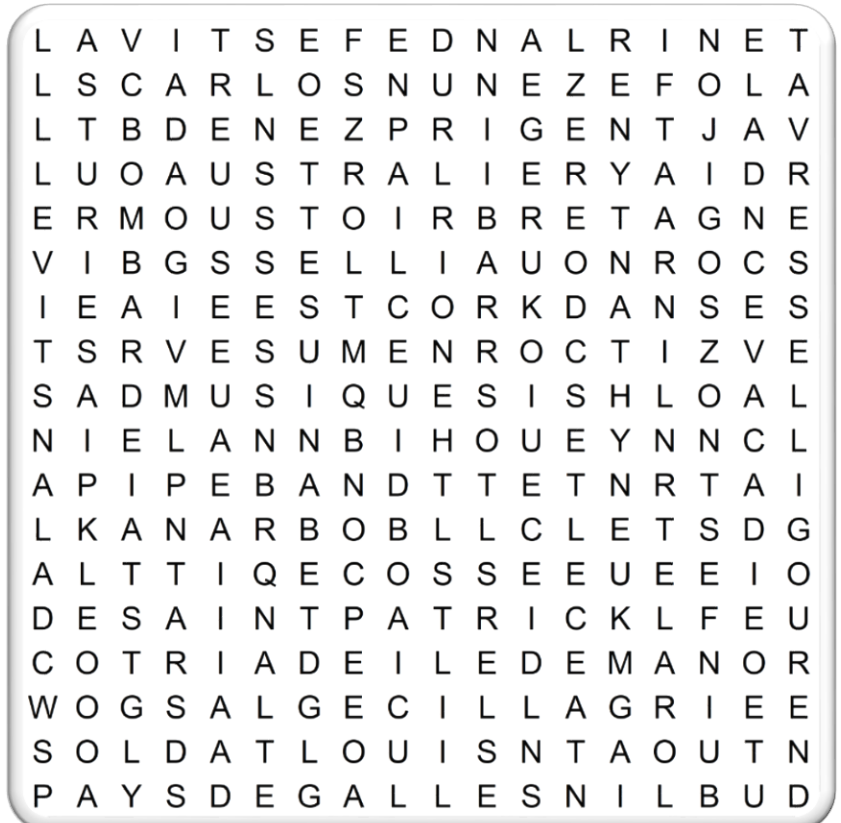 L A V I T S E F E D N A L R I N E T
L S C A R L O S N U N E Z E F O L A
L T B D E N E Z P R I G E N T J A V
L U O A U S T R A L I E R Y A I D R
E R M O U S T O I R B R E T A G N E
V I B G S S E L L I A U O N R O C S
I E A I E E S T C O R K D A N S E S
T S R V E S U M E N R O C T I Z V E
S A D M U S I Q U E S I S H L O A L
N I E L A N N B I H O U E Y N N C L
A P I P E B A N D T T E T N R T A I
L K A N A R B O B L L C L E T S D G
A L T T I Q E C O S S E E U E E I O
D E S A I N T P A T R I C K L F E U
C O T R I A D E I L E D E M A N O R
W O G S A L G E C I L L A G R I E E
S O L D A T L O U I S N T A O U T N
P A Y S D E G A L L E S N I L B U D